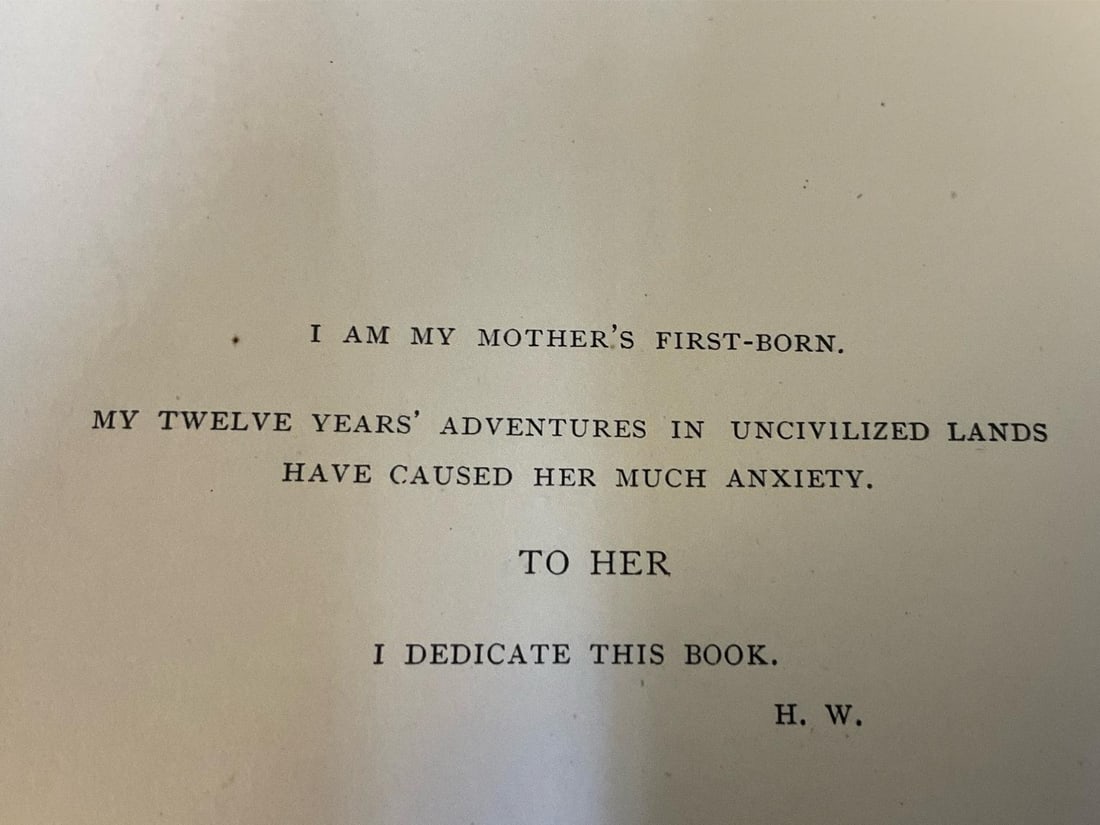 I AM MY MOTHER'S FIRST-BORN.
MY TWELVE YEARS' ADVENTURES IN UNCIVILIZED LANDS
HAVE CAUSED HER MUCH ANXIETY.
TO HER
I DEDICATE THIS BOOK.
H. W.